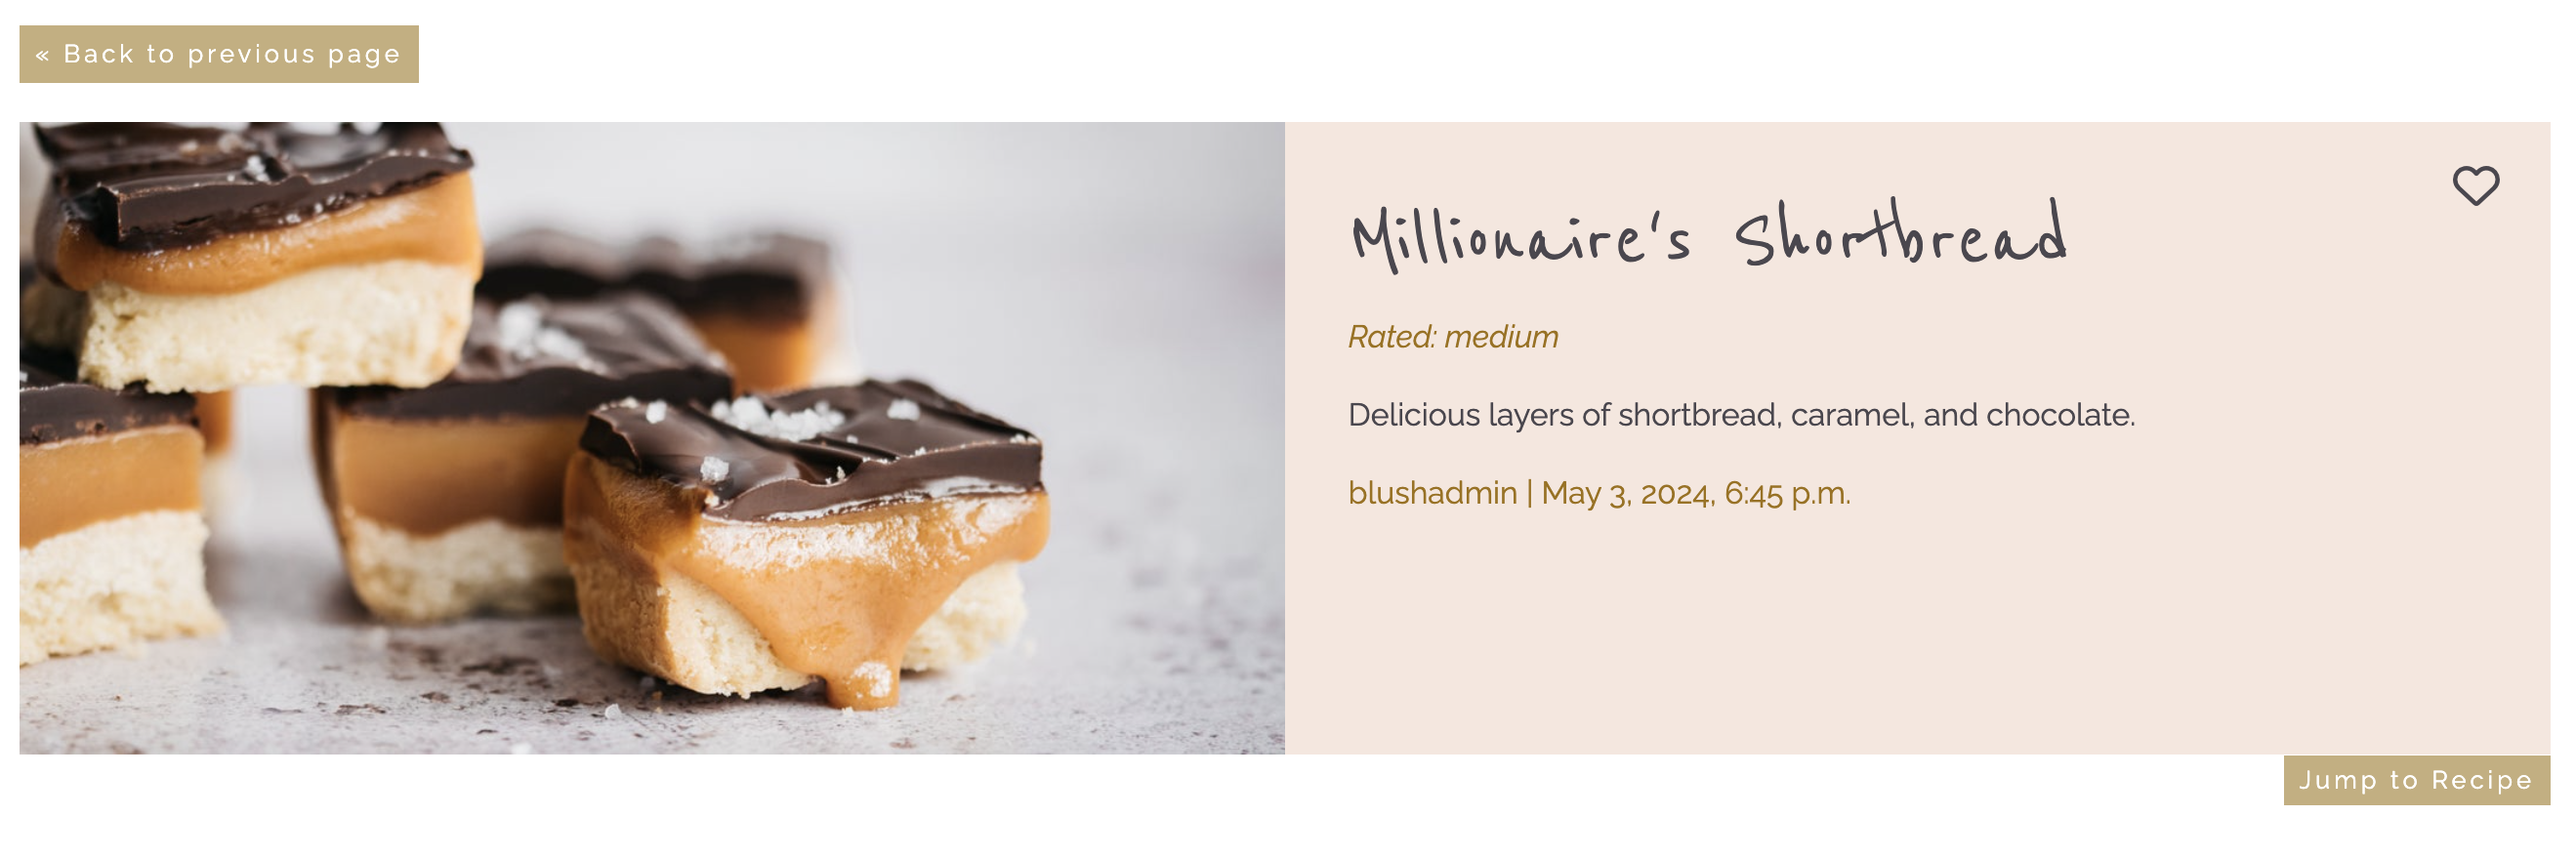 « Back to previous page
Millionaire's Shortbread
Rated: medium
Delicious layers of shortbread, caramel, and chocolate.
blushadmin | May 3, 2024, 6:45 p.m.
Jump to Recipe